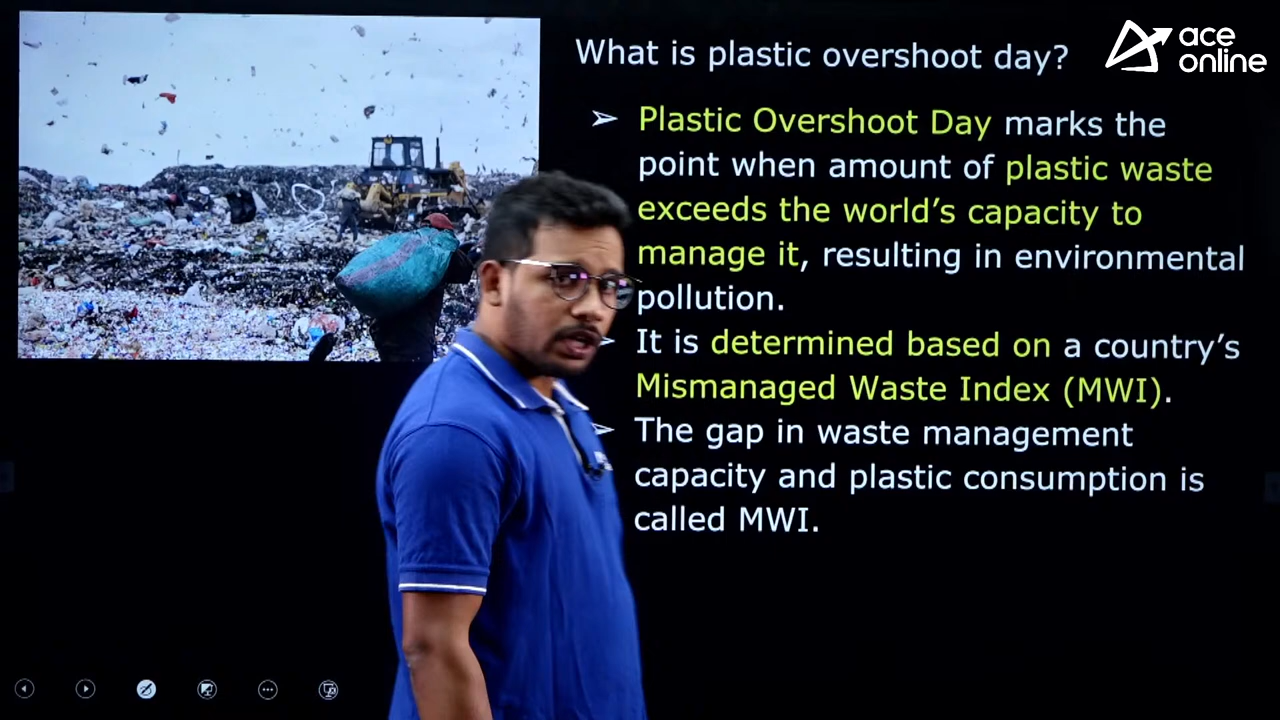 What is plastic overshoot day?
ace
online
➢ Plastic Overshoot Day marks the
point when amount of plastic waste
exceeds the world’s capacity to
manage it, resulting in environmental
pollution.
➢ It is determined based on a country’s
Mismanaged Waste Index (MWI).
➢ The gap in waste management
capacity and plastic consumption is
called MWI.